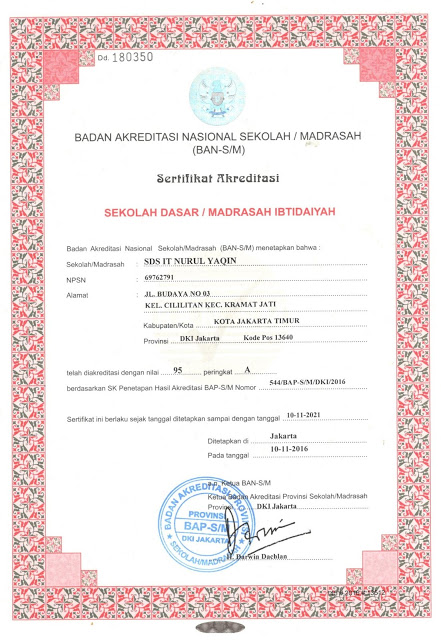 Dd. 180350
BADAN AKREDITASI NASIONAL SEKOLAH / MADRASAH
(BAN-S/M)
Sertifikat Akreditasi
SEKOLAH DASAR / MADRASAH IBTIDAIYAH
Badan Akreditasi Nasional Sekolah/Madrasah (BAN-S/M) menetapkan bahwa :
Sekolah/Madrasah : SDS IT NURUL YAQIN
NPSN : 69762791
Alamat : JL. BUDAYA NO 03
KEL. CILILITAN KEC. KRAMAT JATI
Kabupaten/Kota KOTA JAKARTA TIMUR
Provinsi DKI Jakarta Kode Pos 13640
telah diakreditasi dengan nilai 95 peringkat A
berdasarkan SK Penetapan Hasil Akreditasi BAP-S/M Nomor 544/BAP-S/M/DKI/2016
Sertifikat ini berlaku sejak tanggal ditetapkan sampai dengan tanggal 10-11-2021
Ditetapkan di Jakarta
Pada tanggal 10-11-2016
a.n. Ketua BAN-S/M
Ketua Badan Akreditasi Provinsi Sekolah/Madrasah
Provinsi DKI Jakarta
BADAN AKREDITASI PROVINSI
PROVINSI
BAP-S/M
DKI JAKARTA
SEKOLAH/MADRASAH
H. Darwin Dachlan